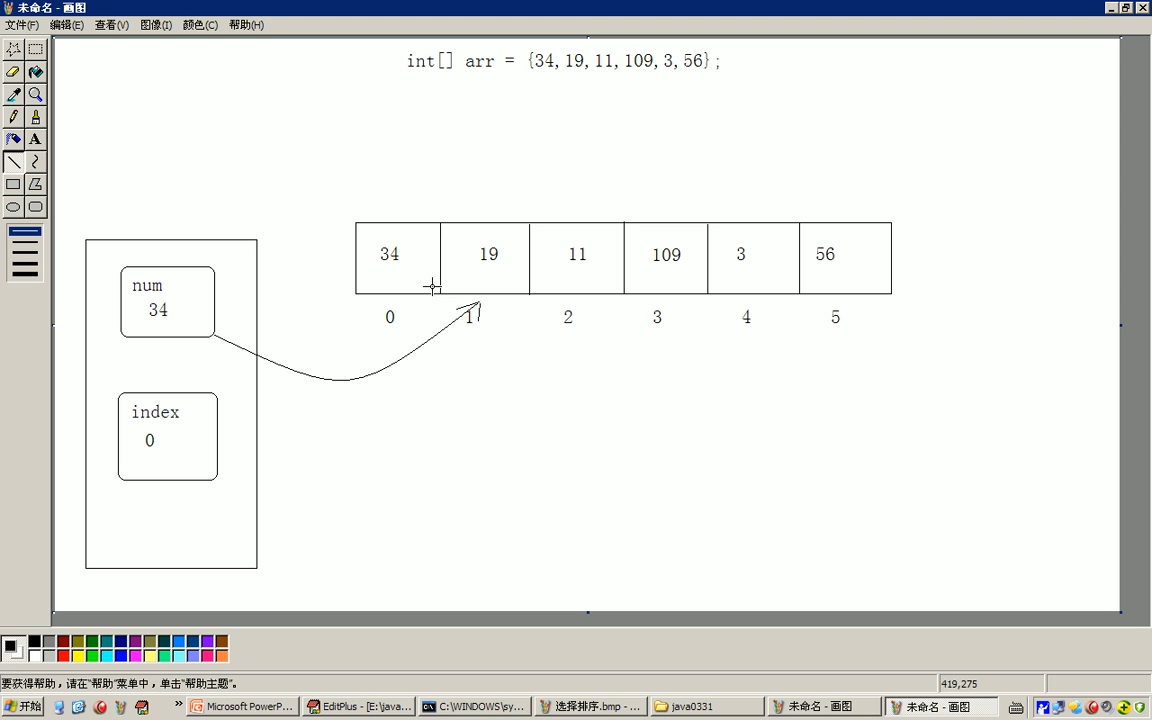 未命名 - 画图
文件(F) 编辑(E) 查看(V) 图像(I) 颜色(C) 帮助(H)
int[] arr = {34,19,11,109,3,56};
34 19 11 109 3 56
0 1 2 3 4 5
num
34
index
0
要获得帮助，请在“帮助”菜单中，单击“帮助主题”。
419,275
开始
»
Microsoft PowerP...
EditPlus - [E:\java...
C:\WINDOWS\sy...
选择排序.bmp - ...
java0331
未命名 - 画图
未命名 - 画图